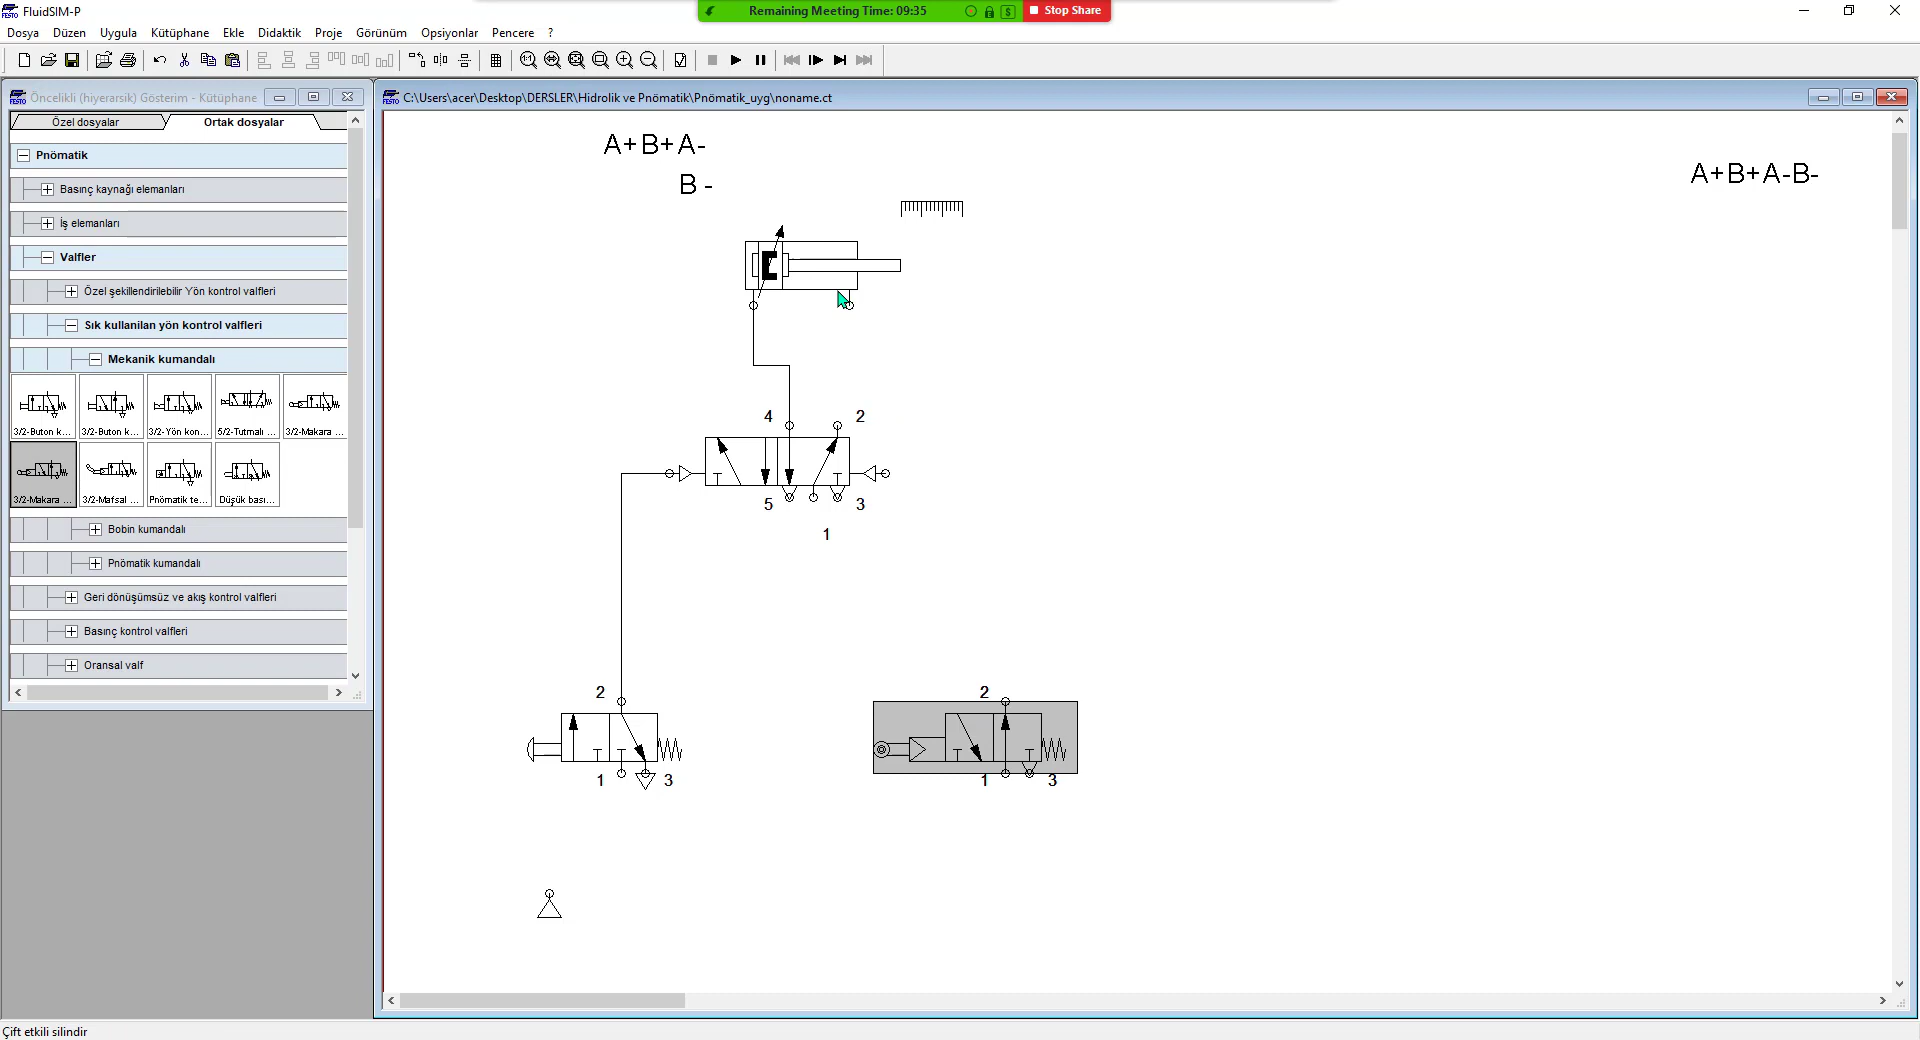 FluidSIM-P
Remaining Meeting Time: 09:35
Stop Share
Dosya Düzen Uygula Kütüphane Ekle Didaktik Proje Görünüm Opsiyonlar Pencere ?
Öncelikli (hiyerarsik) Gösterim - Kütüphane
C:\Users\acer\Desktop\DERSLER\Hidrolik ve Pnömatik\Pnömatik_uyg\noname.ct
Özel dosyalar Ortak dosyalar
Pnömatik
Basınç kaynağı elemanları
İş elemanları
Valfler
Özel şekillendirilebilir Yön kontrol valfleri
Sık kullanilan yön kontrol valfleri
Mekanik kumandalı
3/2-Buton k... 3/2-Buton k... 3/2-Yön kon... 5/2-Tutmalı ... 3/2-Makara ...
3/2-Makara ... 3/2-Mafsal ... Pnömatik te... Düşük bası...
Bobin kumandalı
Pnömatik kumandalı
Geri dönüşümsüz ve akış kontrol valfleri
Basınç kontrol valfleri
Oransal valf
A+B+A-
B -
A+B+A-B-
4 2
5 3
1
2
1 3
2
1 3
Çift etkili silindir